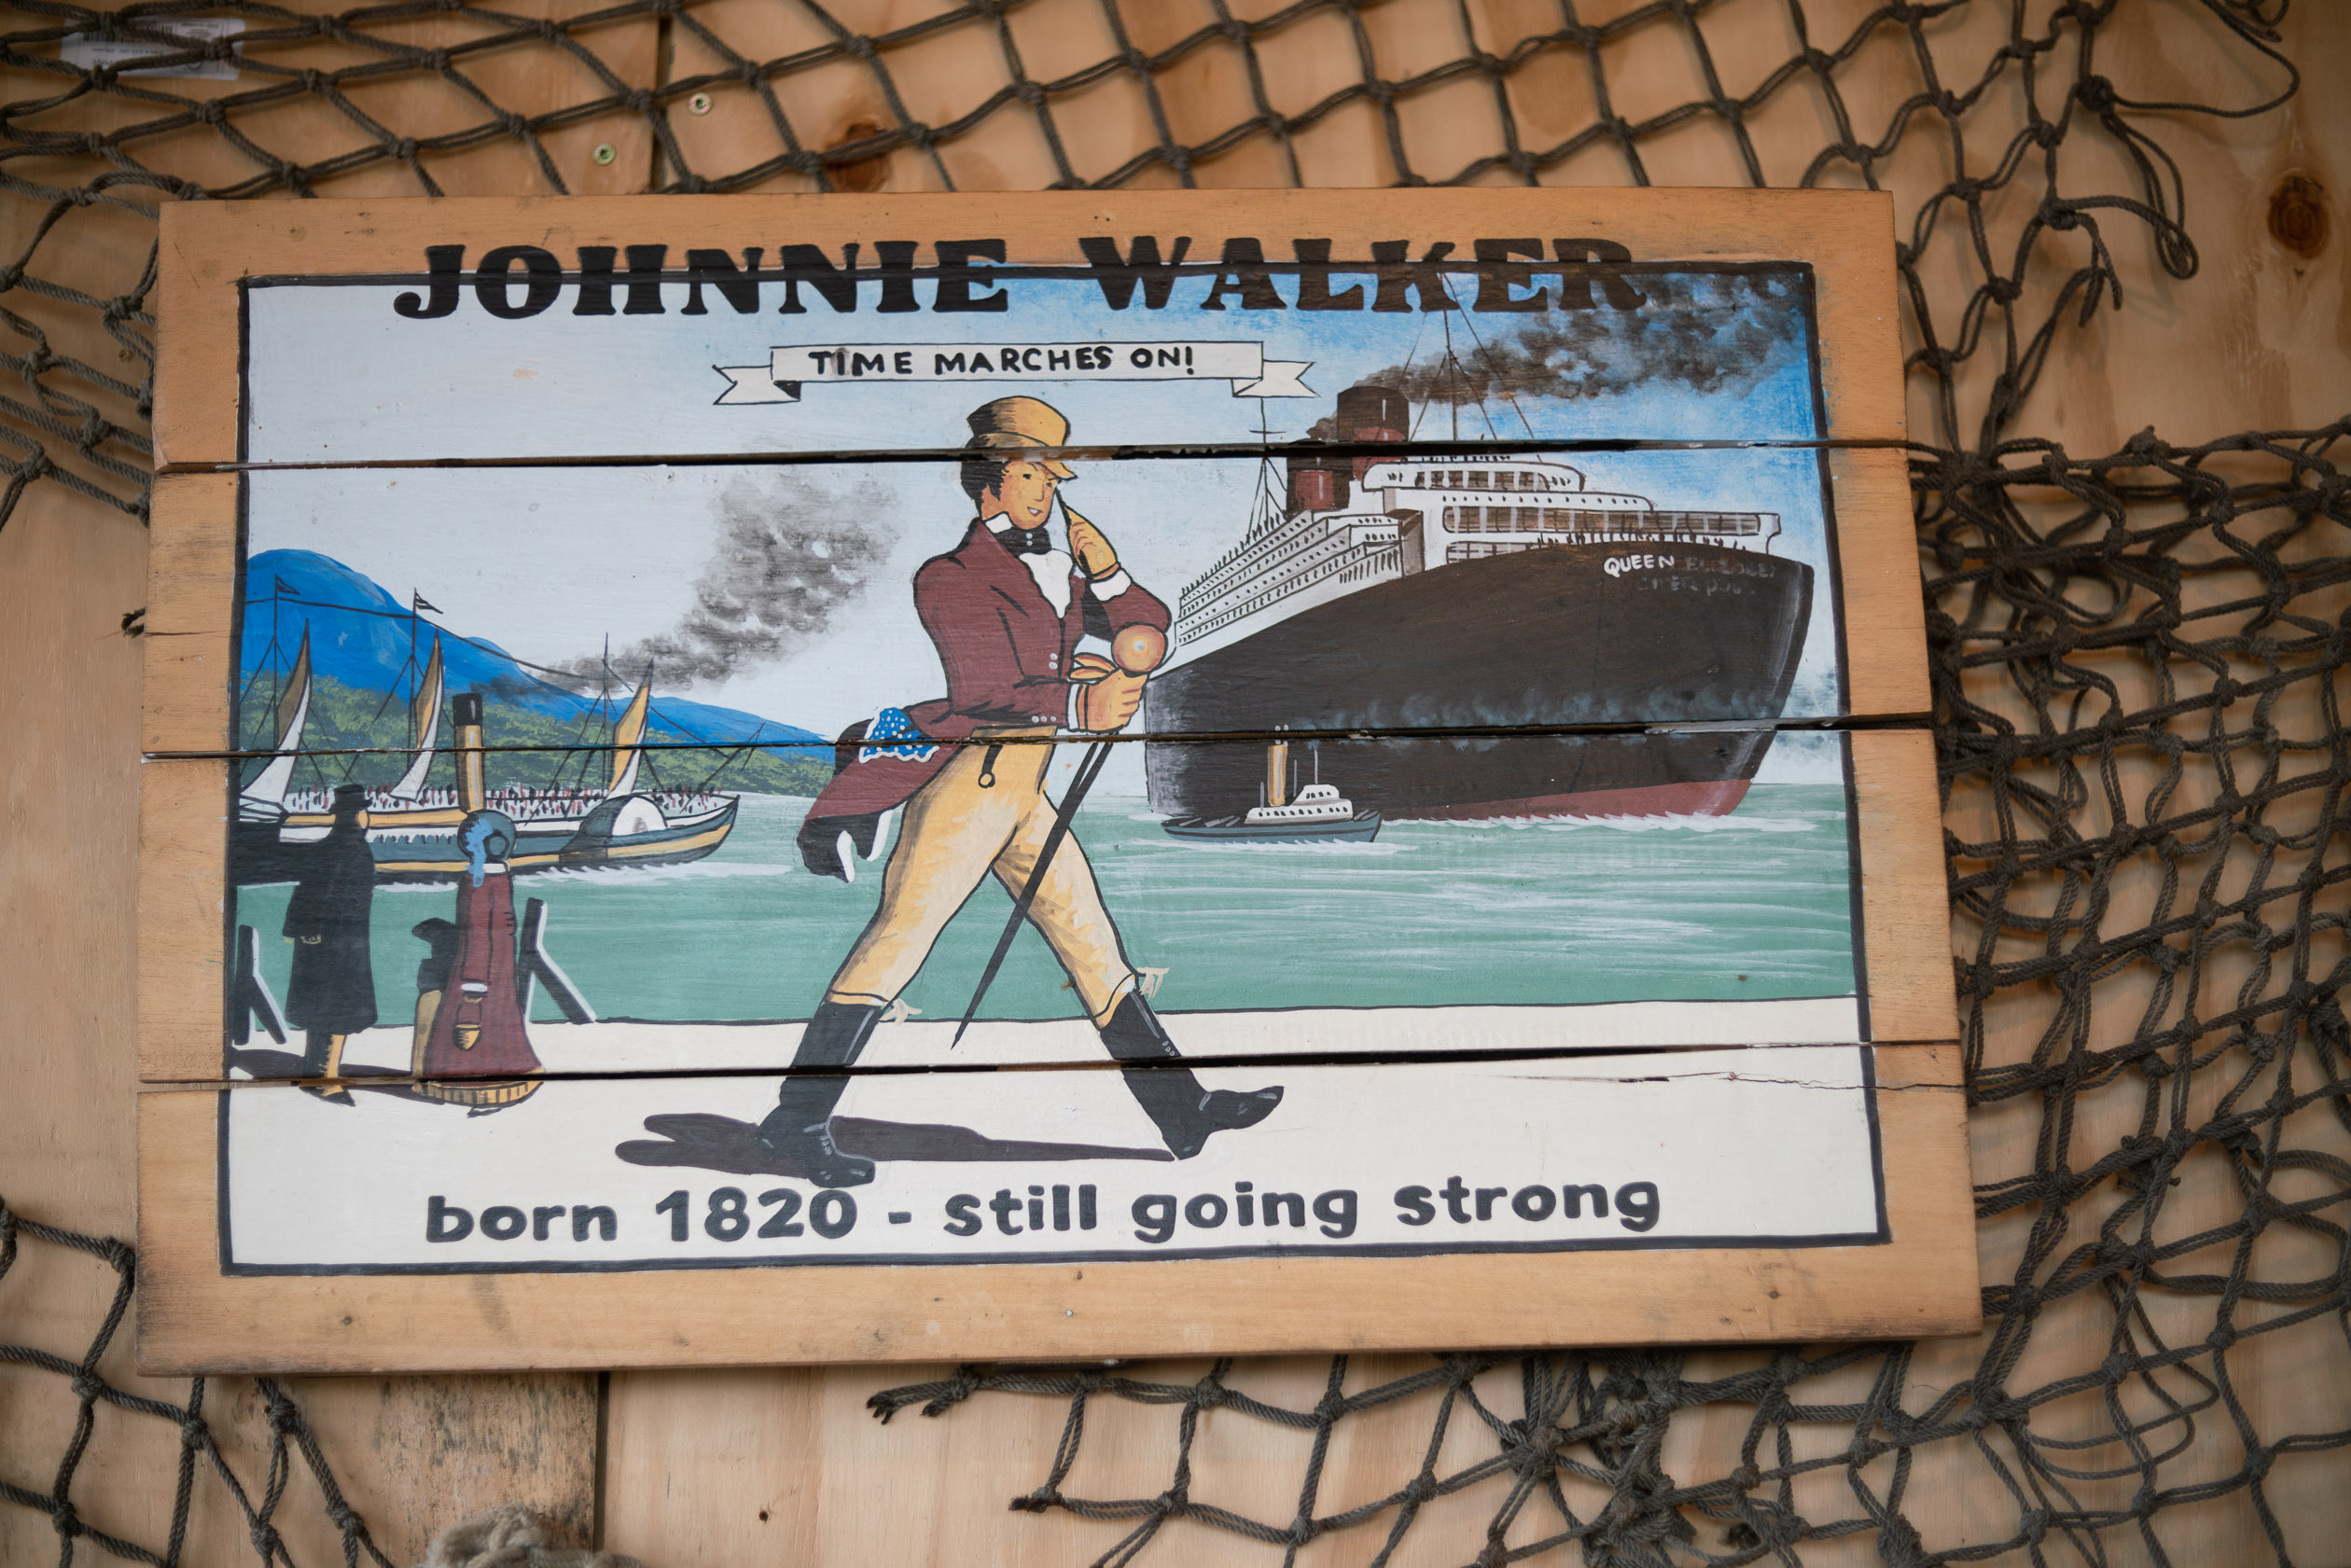 JOHNNIE WALKER
TIME MARCHES ON!
QUEEN
born 1820 - still going strong